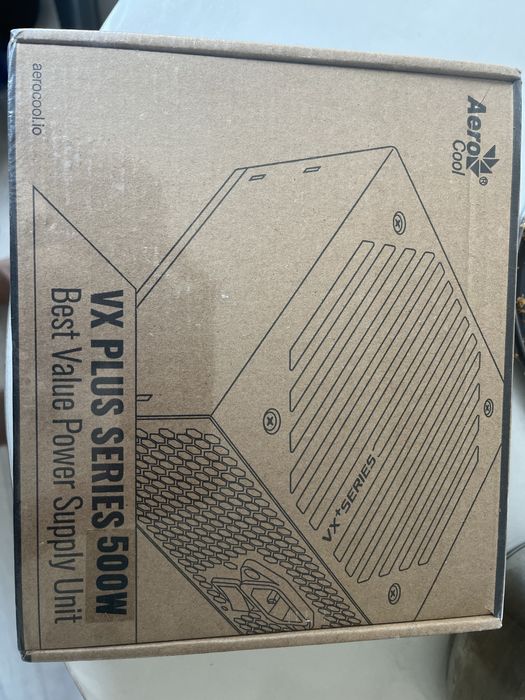 Aero
Cool
VX+SERIES
VX PLUS SERIES 500W
Best Value Power Supply Unit
aerocool.io